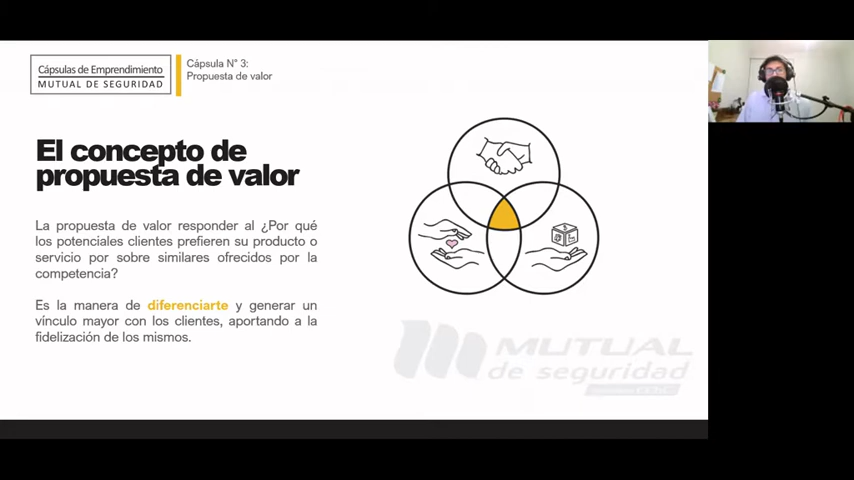 Cápsulas de Emprendimiento
MUTUAL DE SEGURIDAD
Cápsula N° 3:
Propuesta de valor
El concepto de
propuesta de valor
La propuesta de valor responder al ¿Por qué
los potenciales clientes prefieren su producto o
servicio por sobre similares ofrecidos por la
competencia?
Es la manera de diferenciarte y generar un
vínculo mayor con los clientes, aportando a la
fidelización de los mismos.
MUTUAL
de seguridad